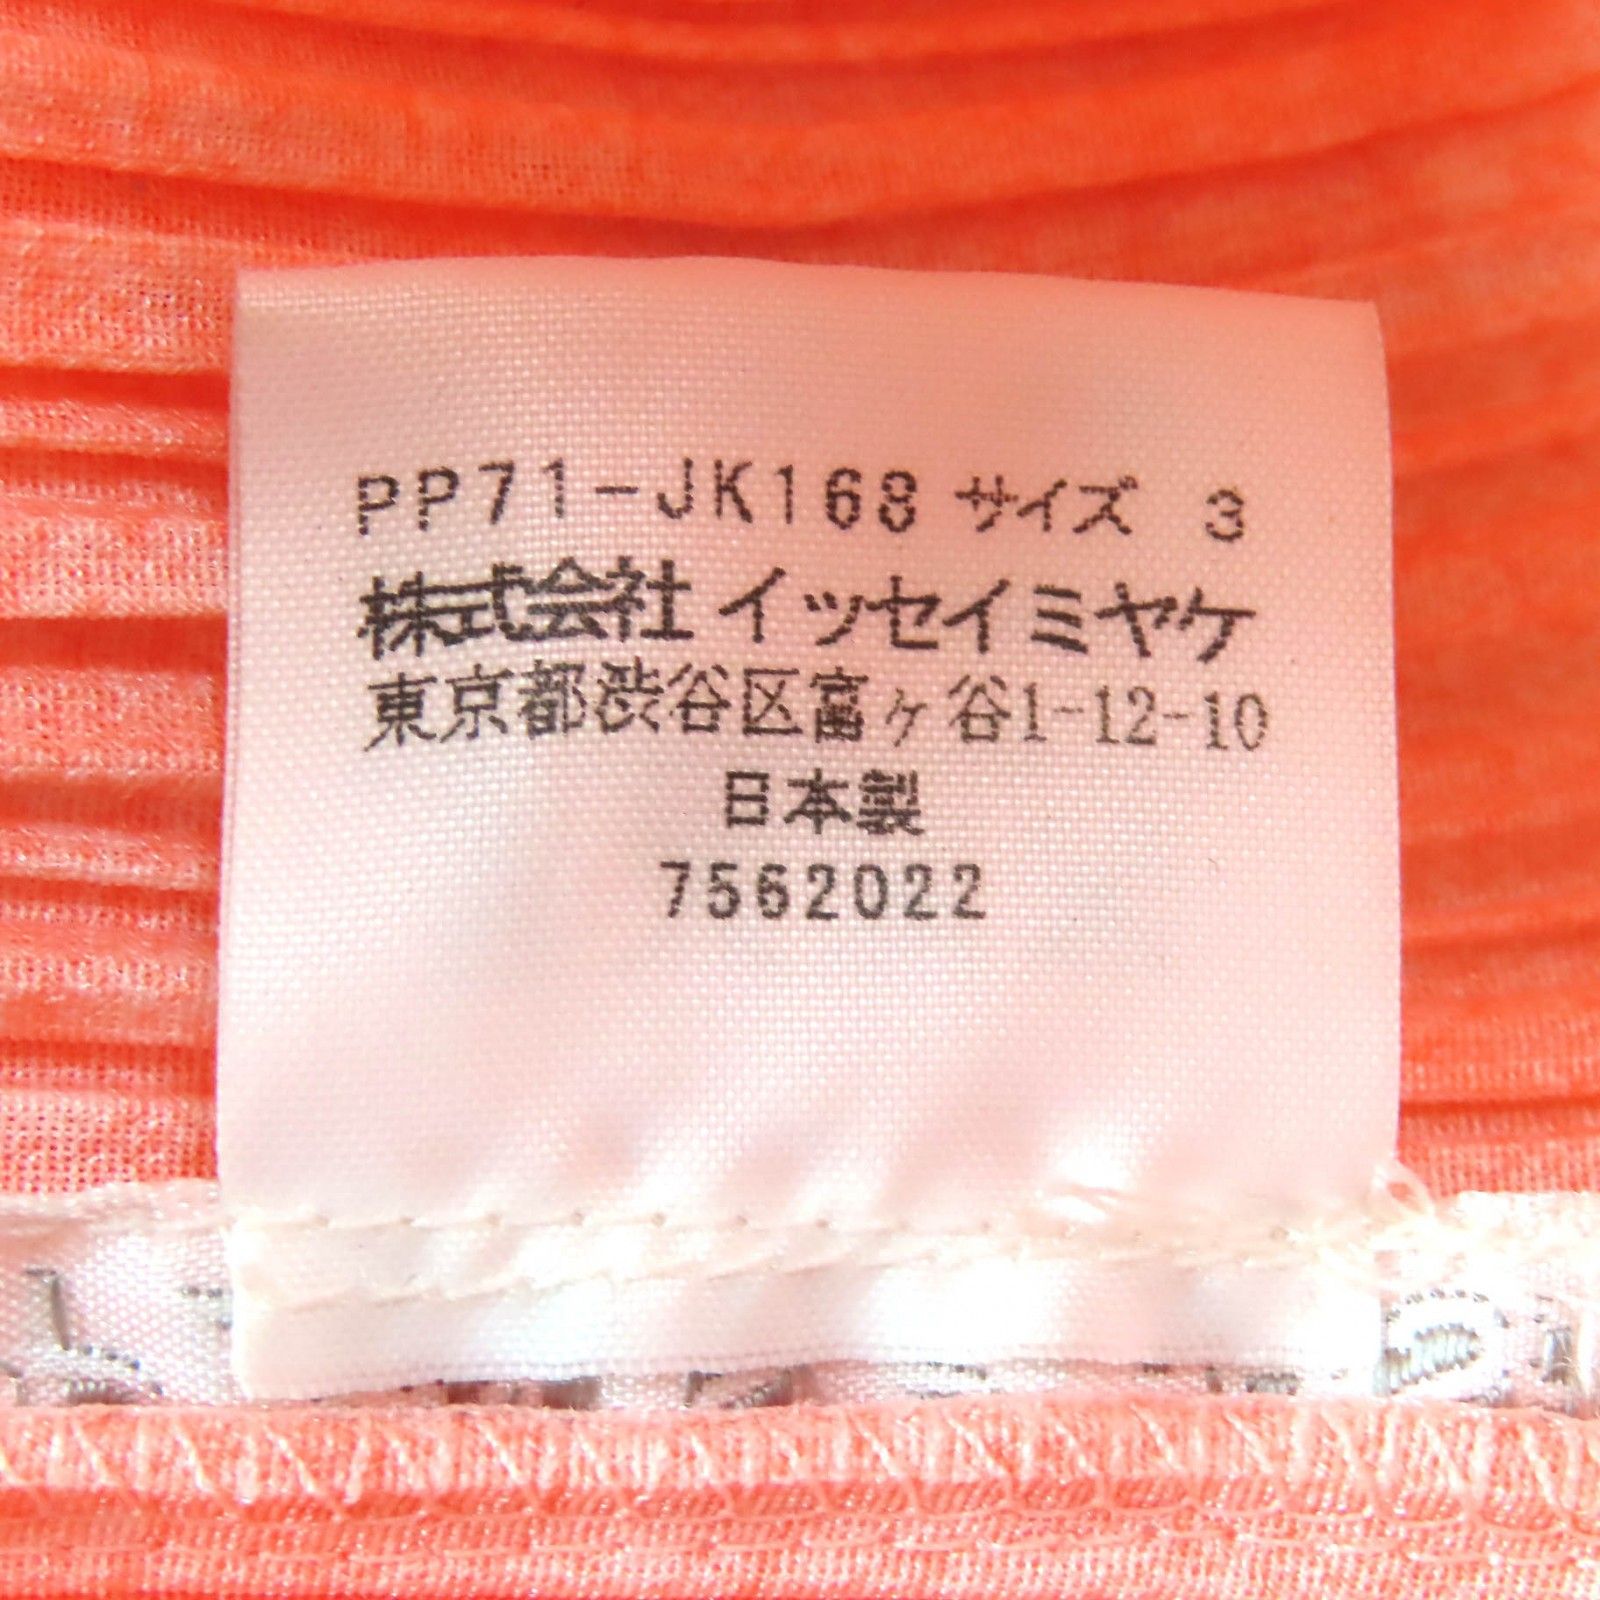 PP71-JK168 サイズ 3
株式会社 イッセイミヤケ
東京都渋谷区富ヶ谷1-12-10
日本製
7562022